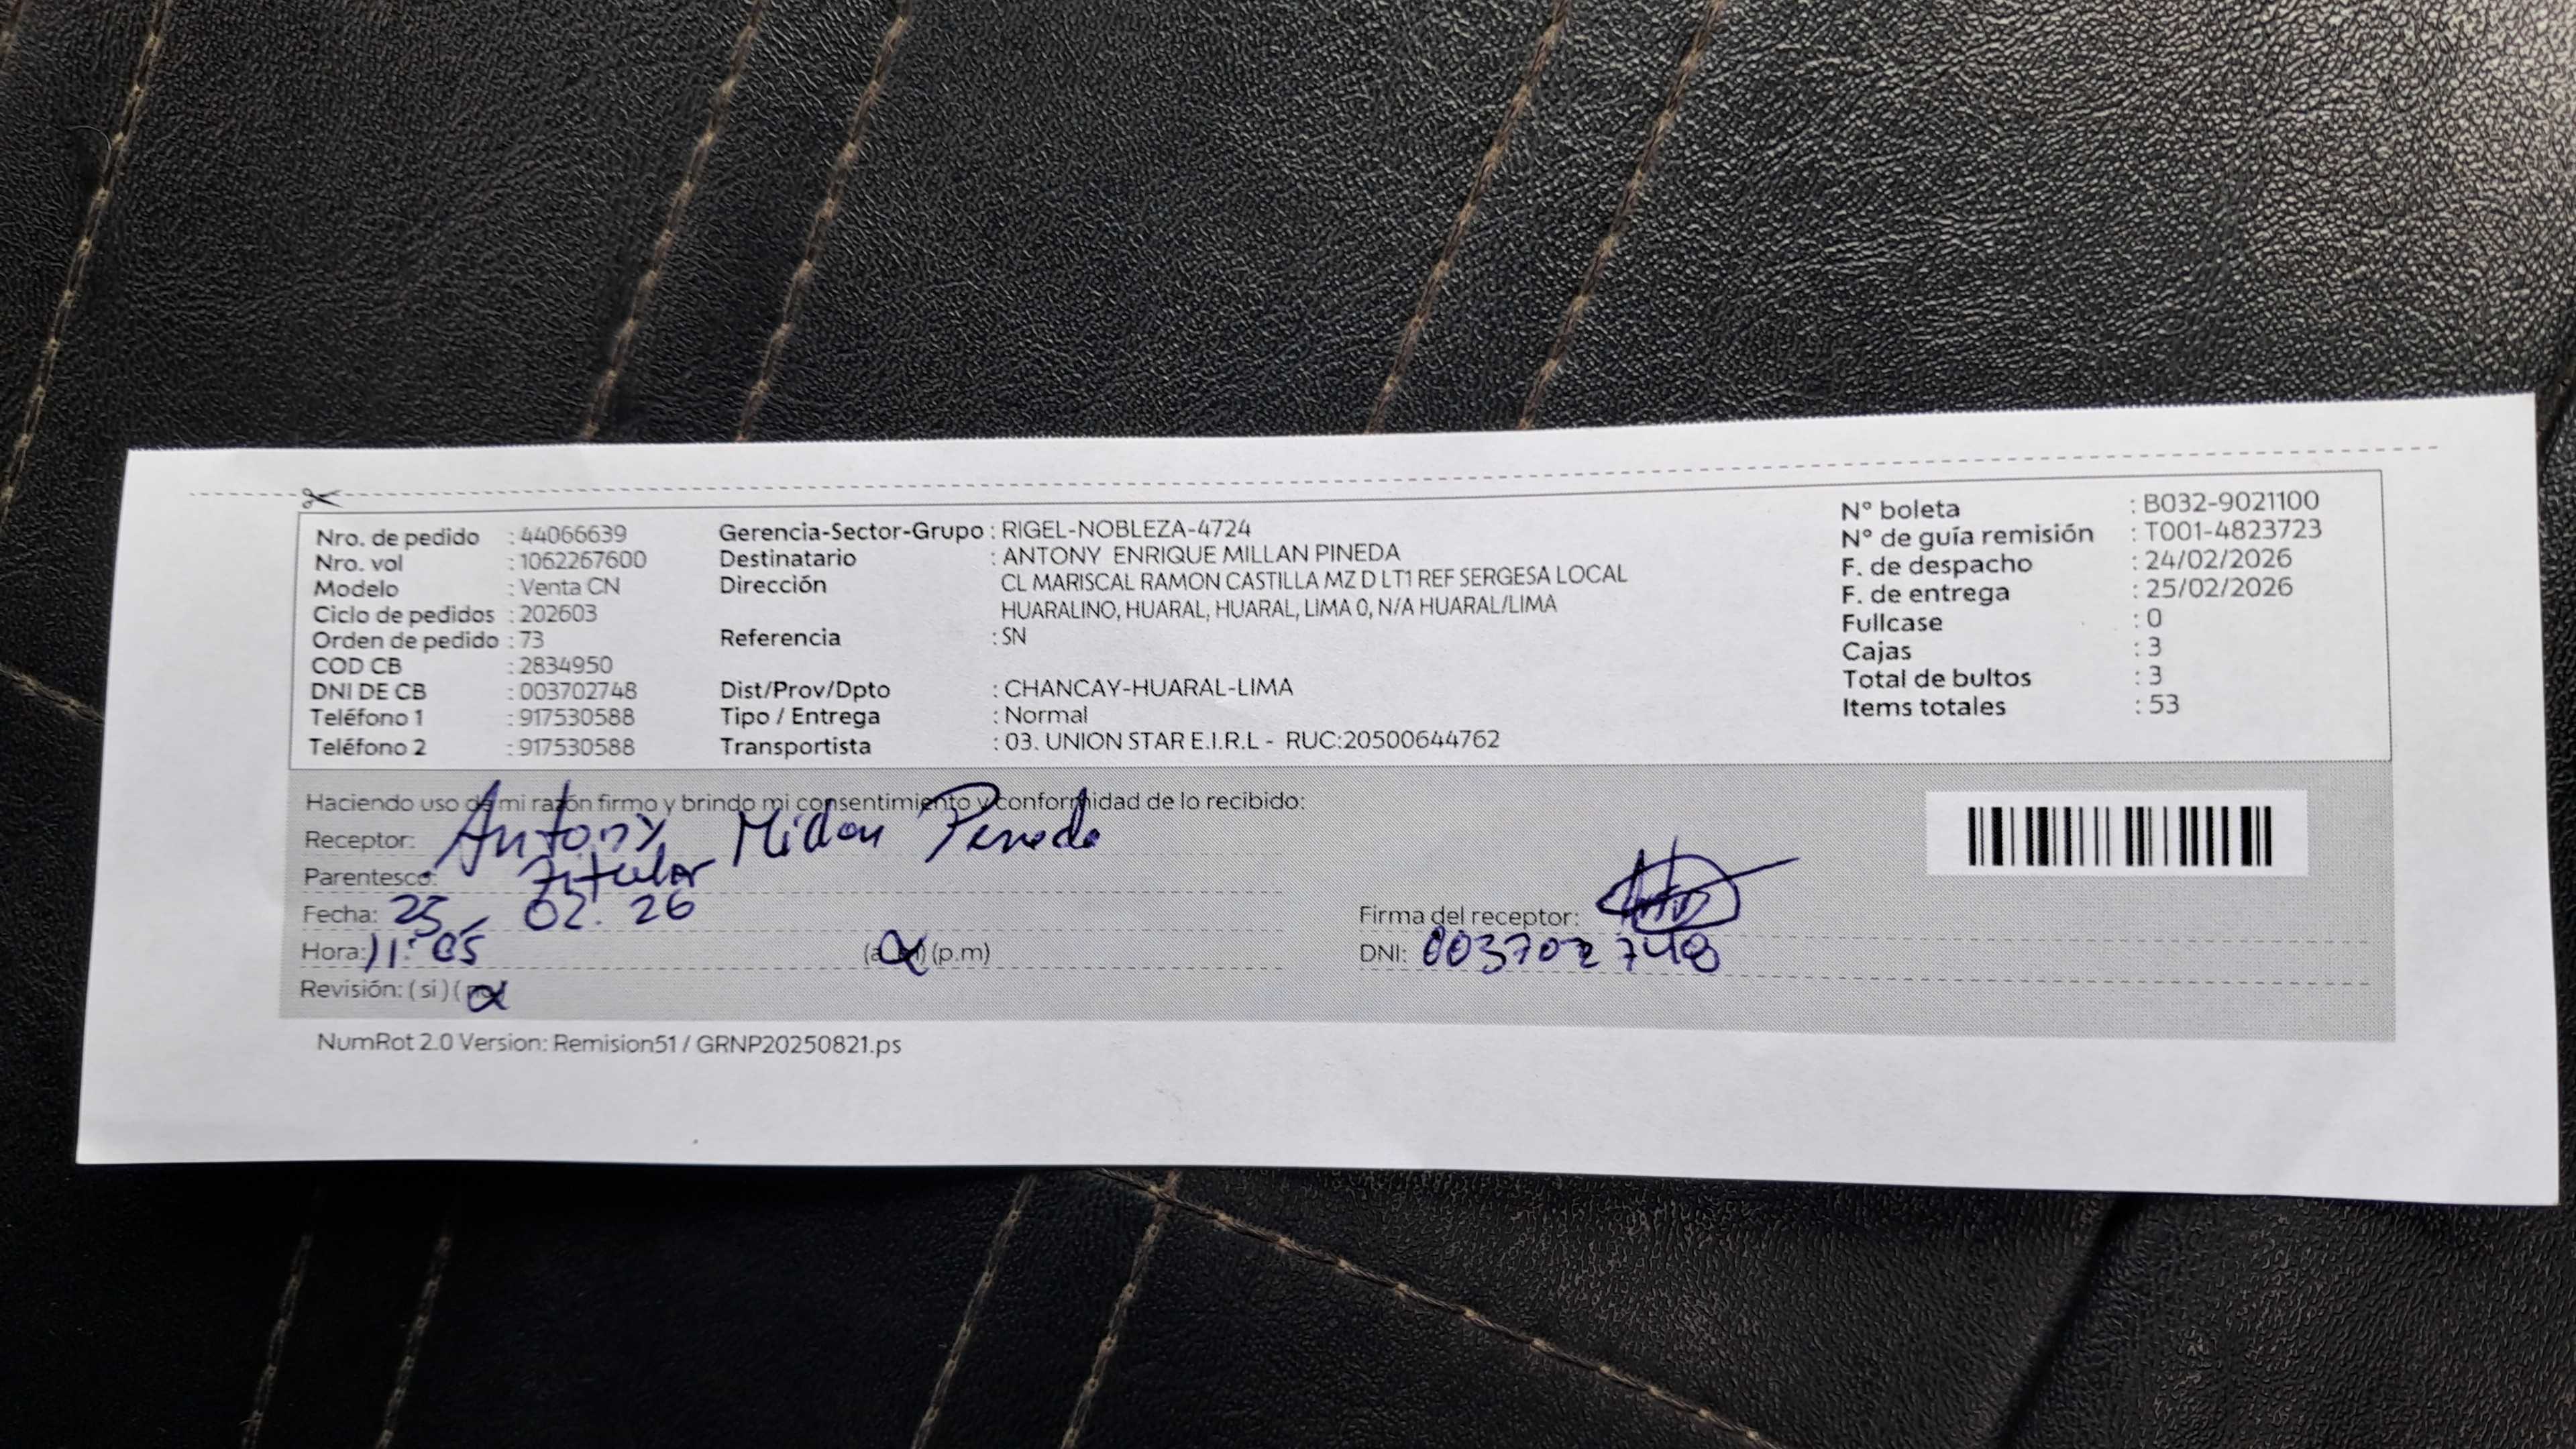 Nro. de pedido : 44066639
Nro. vol : 1062267600
Modelo : Venta CN
Ciclo de pedidos : 202603
Orden de pedido : 73
COD CB : 2834950
DNI DE CB : 003702748
Teléfono 1 : 917530588
Teléfono 2 : 917530588
Gerencia-Sector-Grupo : RIGEL-NOBLEZA-4724
Destinatario : ANTONY ENRIQUE MILLAN PINEDA
Dirección CL MARISCAL RAMON CASTILLA MZ D LT1 REF SERGESA LOCAL
HUARALINO, HUARAL, HUARAL, LIMA 0, N/A HUARAL/LIMA
Referencia : SN
Dist/Prov/Dpto : CHANCAY-HUARAL-LIMA
Tipo / Entrega : Normal
Transportista : 03. UNION STAR E.I.R.L - RUC:20500644762
N° boleta : B032-9021100
N° de guía remisión : T001-4823723
F. de despacho : 24/02/2026
F. de entrega : 25/02/2026
Fullcase : 0
Cajas : 3
Total de bultos : 3
Items totales : 53
Haciendo uso de mi razón firmo y brindo mi consentimiento y conformidad de lo recibido:
Receptor: Antony Millan Pineda
Parentesco: Titular
Fecha: 25 02. 26
Hora: 11:05 (p.m)
Revisión: ( si ) (
Firma del receptor:
DNI: 003702748
NumRot 2.0 Version: Remision51 / GRNP20250821.ps